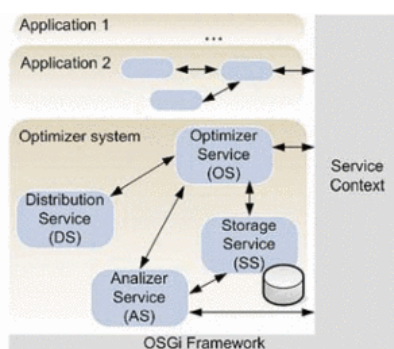 Application 1
...
Application 2
Optimizer system
Optimizer
Service
(OS)
Service
Context
Distribution
Service
(DS)
Storage
Service
(SS)
Analizer
Service
(AS)
OSGi Framework